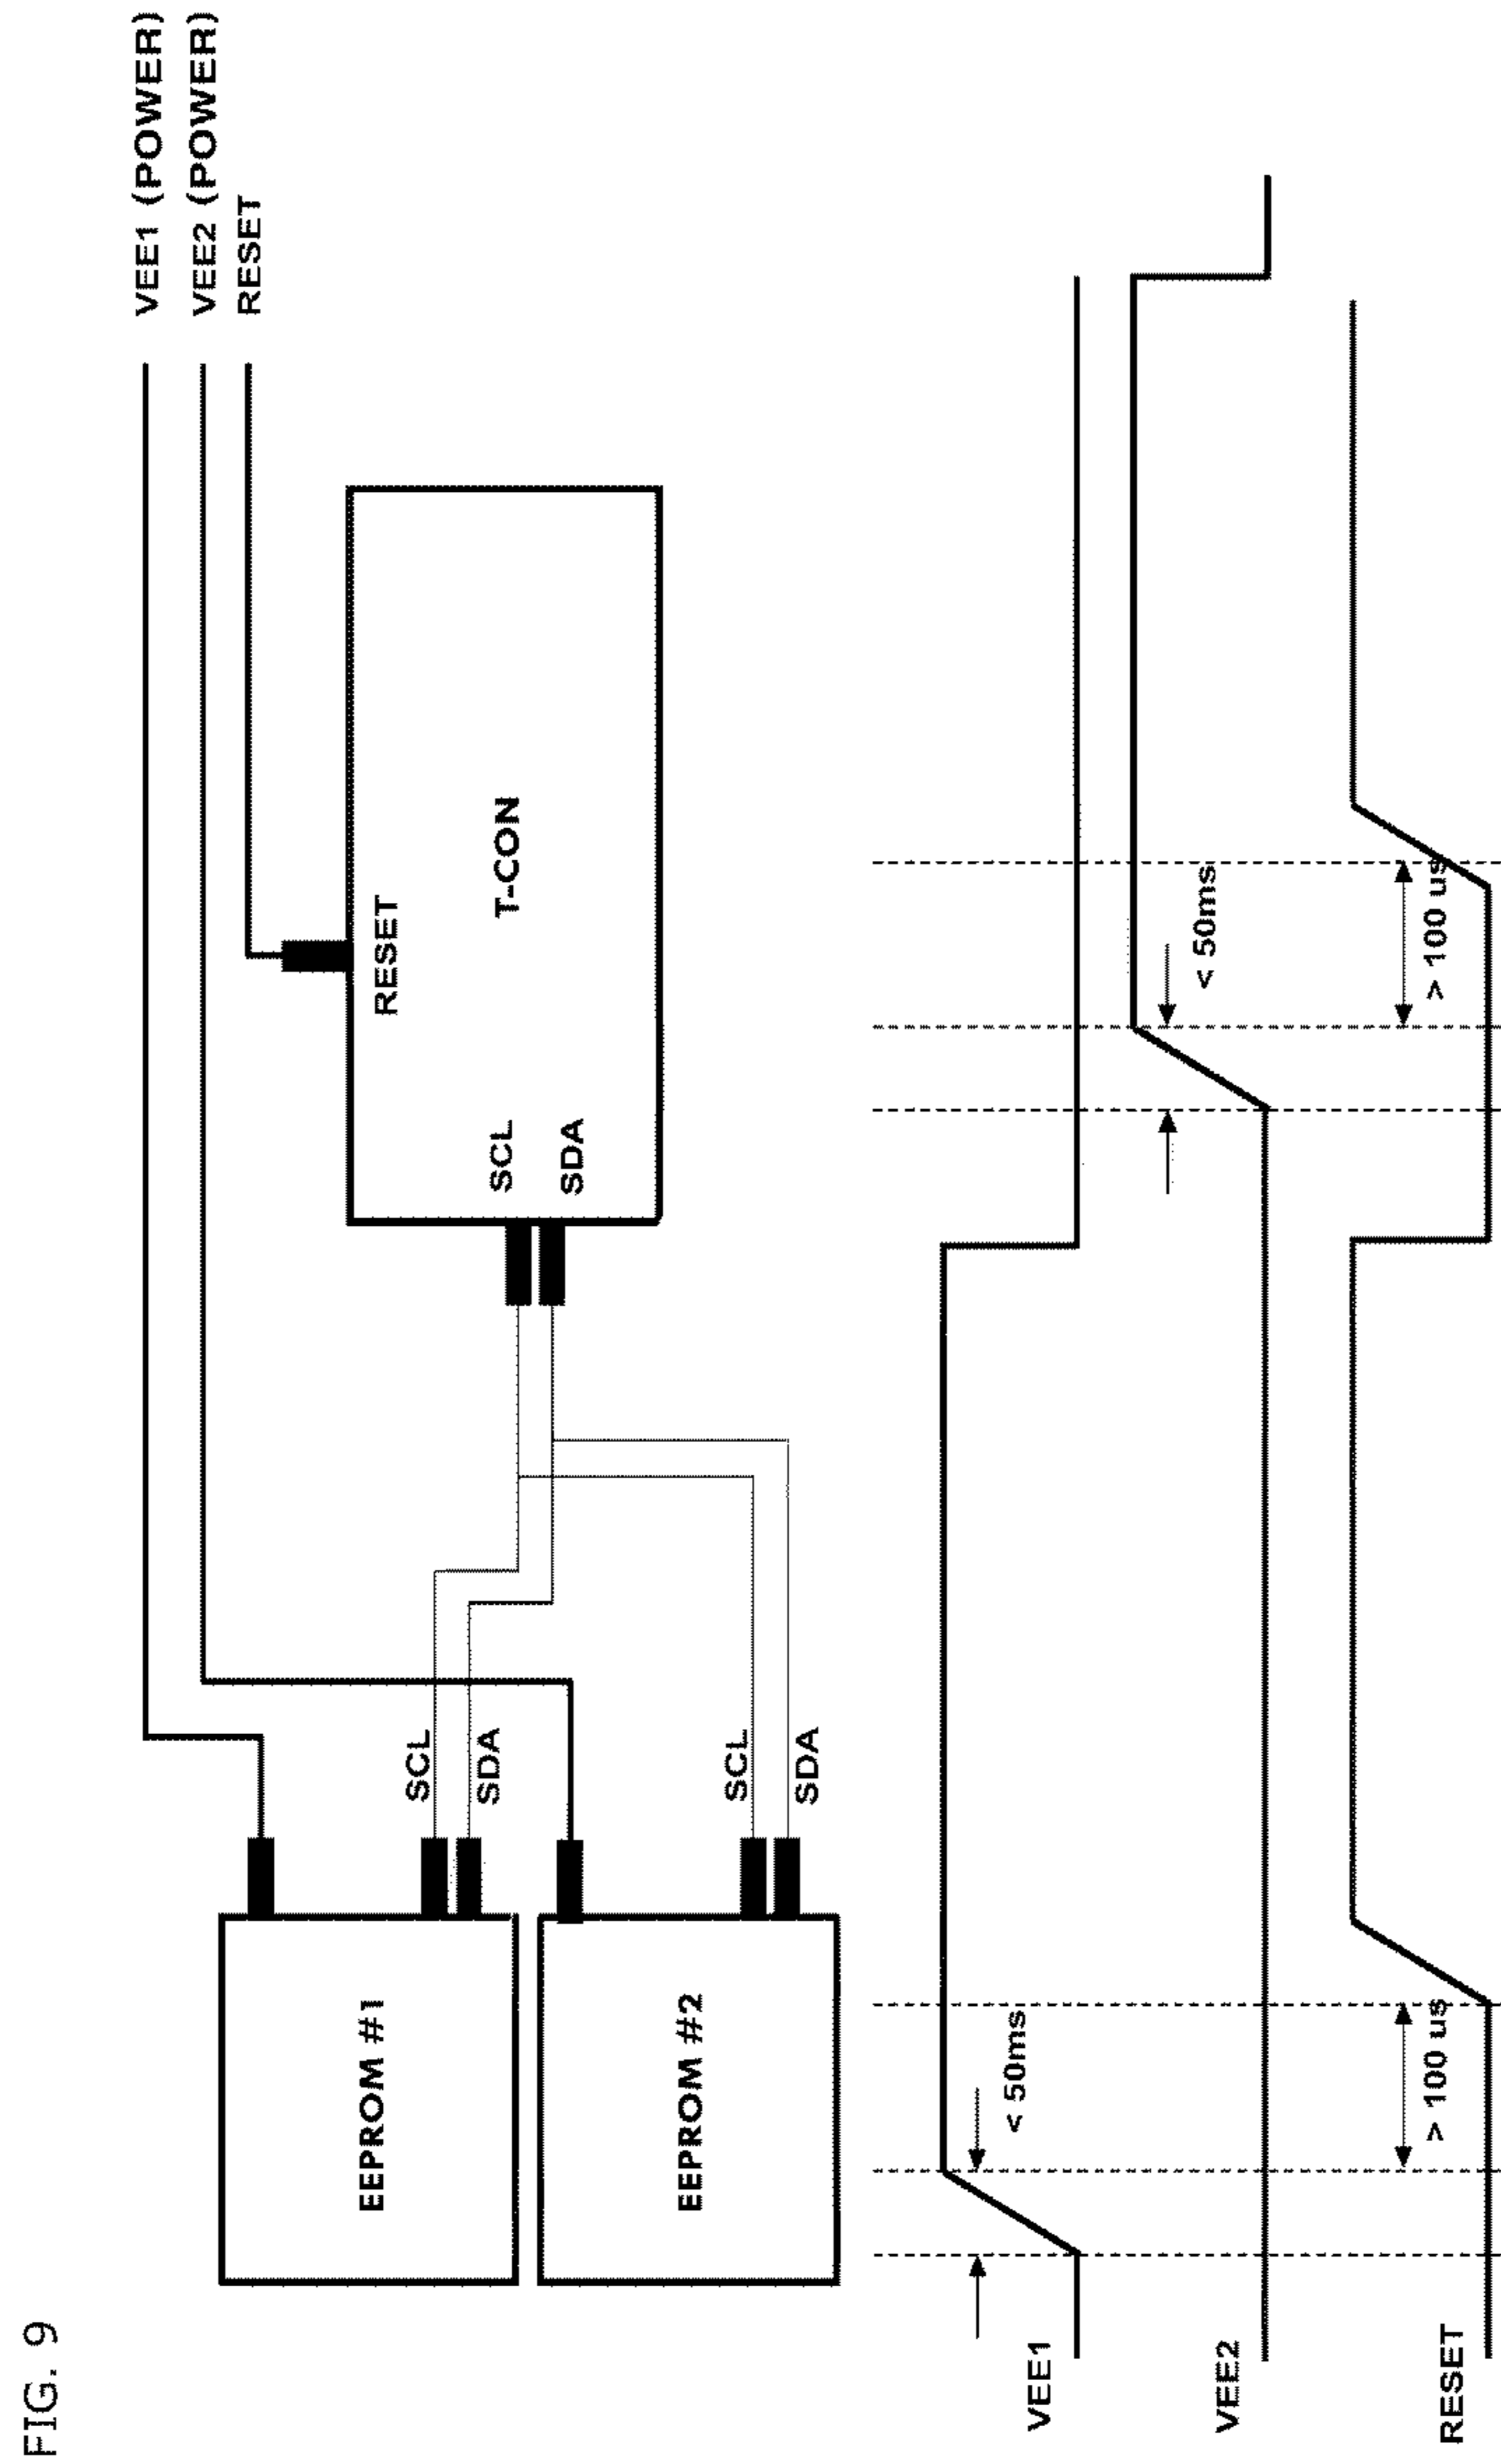 FIG. 9
VEE1 (POWER)
VEE2 (POWER)
RESET
EEPROM #1
SCL
SDA
EEPROM #2
SCL
SDA
RESET
T-CON
SCL
SDA
VEE1
< 50ms
VEE2
< 50ms
RESET
> 100 us
> 100 us